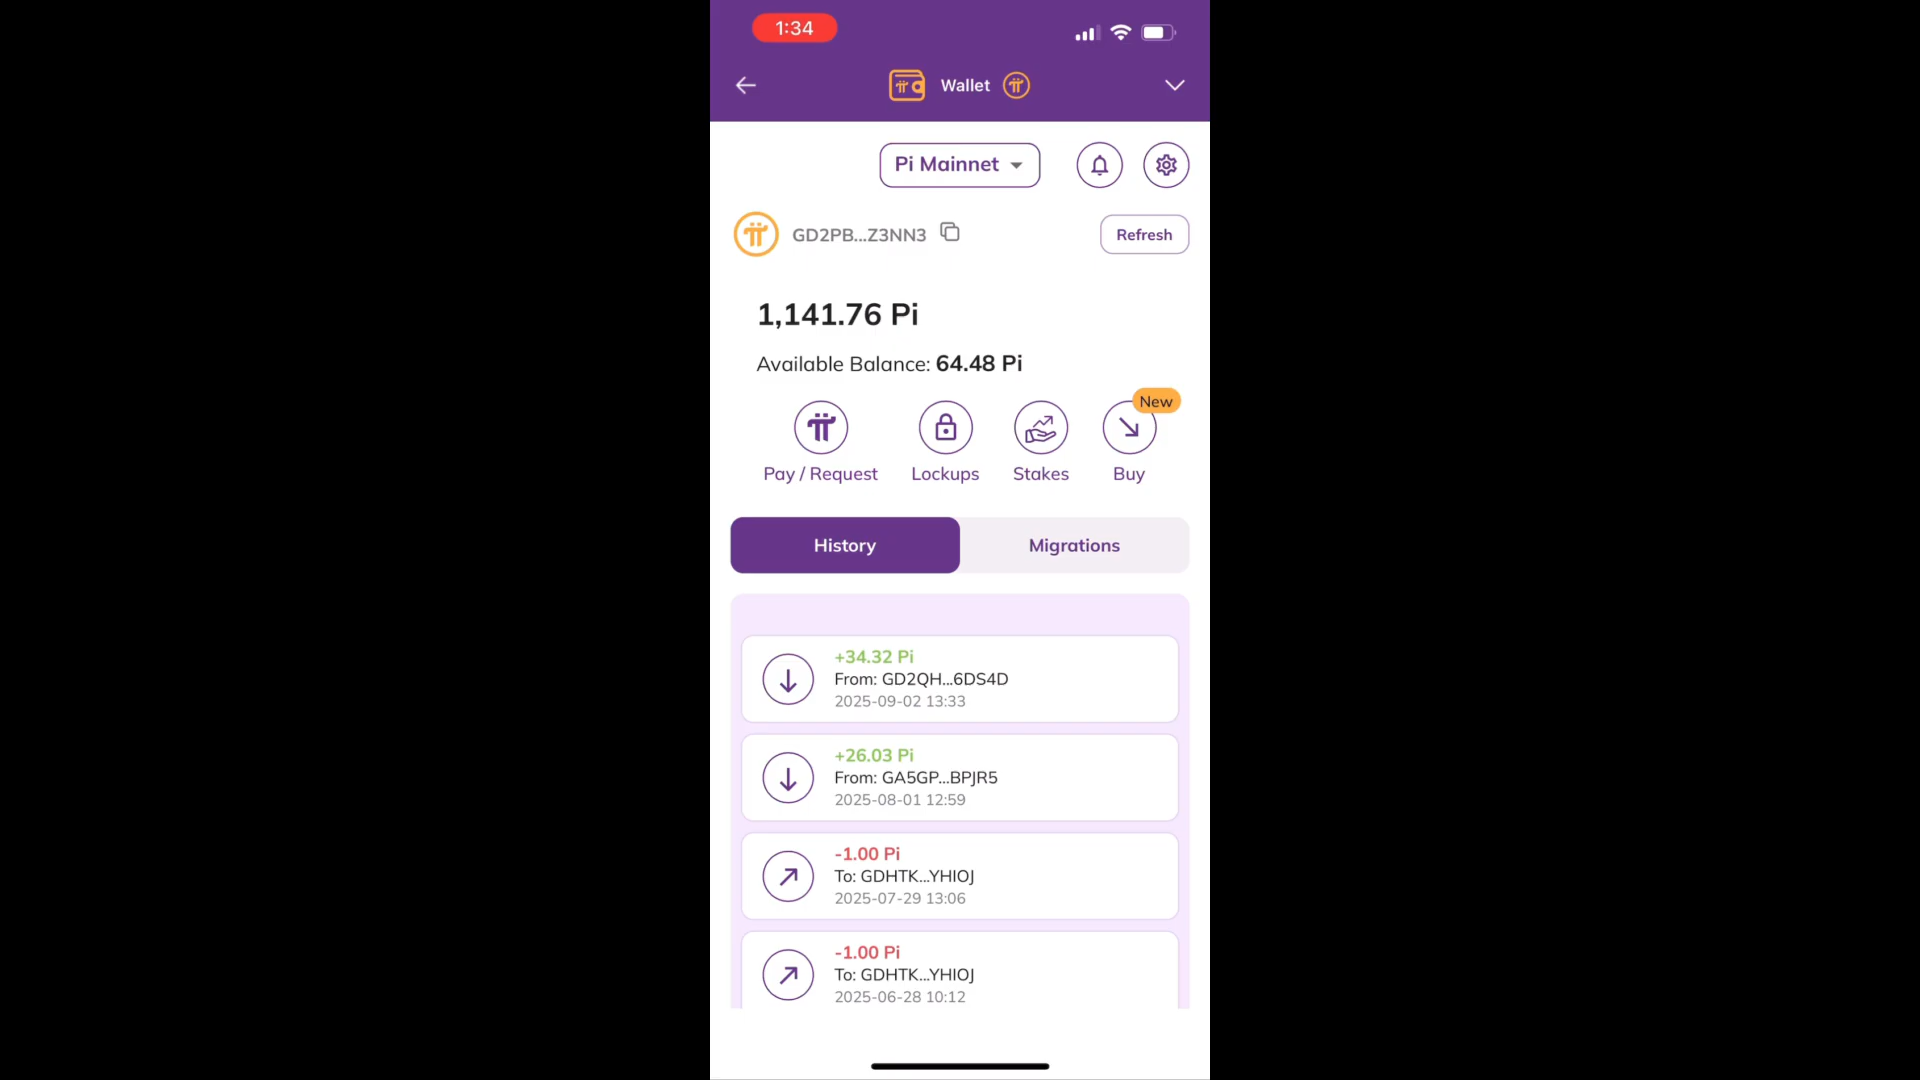 1:34
Wallet
Pi Mainnet
GD2PB...Z3NN3
Refresh
1,141.76 Pi
Available Balance: 64.48 Pi
New
Pay / Request
Lockups
Stakes
Buy
History
Migrations
+34.32 Pi
From: GD2QH...6DS4D
2025-09-02 13:33
+26.03 Pi
From: GA5GP...BPJR5
2025-08-01 12:59
-1.00 Pi
To: GDHTK...YHIOJ
2025-07-29 13:06
-1.00 Pi
To: GDHTK...YHIOJ
2025-06-28 10:12